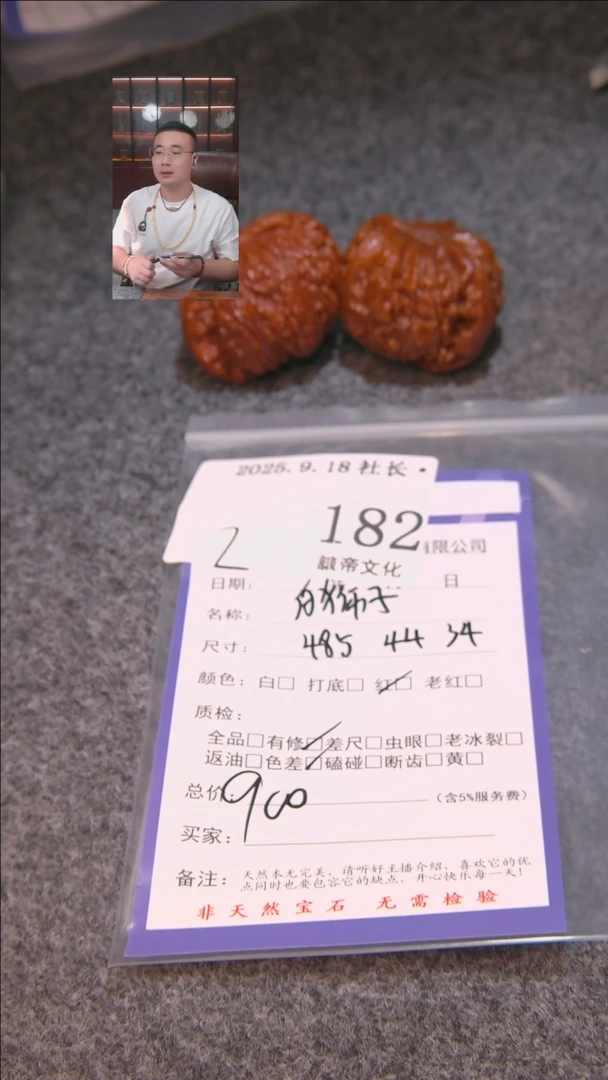 2025.9.18社长
182
2
有限公司
麒帝文化
日期: 日
名称: 白狮子
尺寸: 485 44 34
颜色: 白□ 打底□ 红□ 老红□
质检:
全品□有修□差尺□虫眼□老冰裂□
返油□色差□磕碰□断齿□黄□
总价: 900 (含5%服务费)
买家:
备注: 天然本无完美，请听好主播介绍，喜欢它的优
点同时也要包容它的缺点，开心快乐每一天!
非天然宝石 无需检验